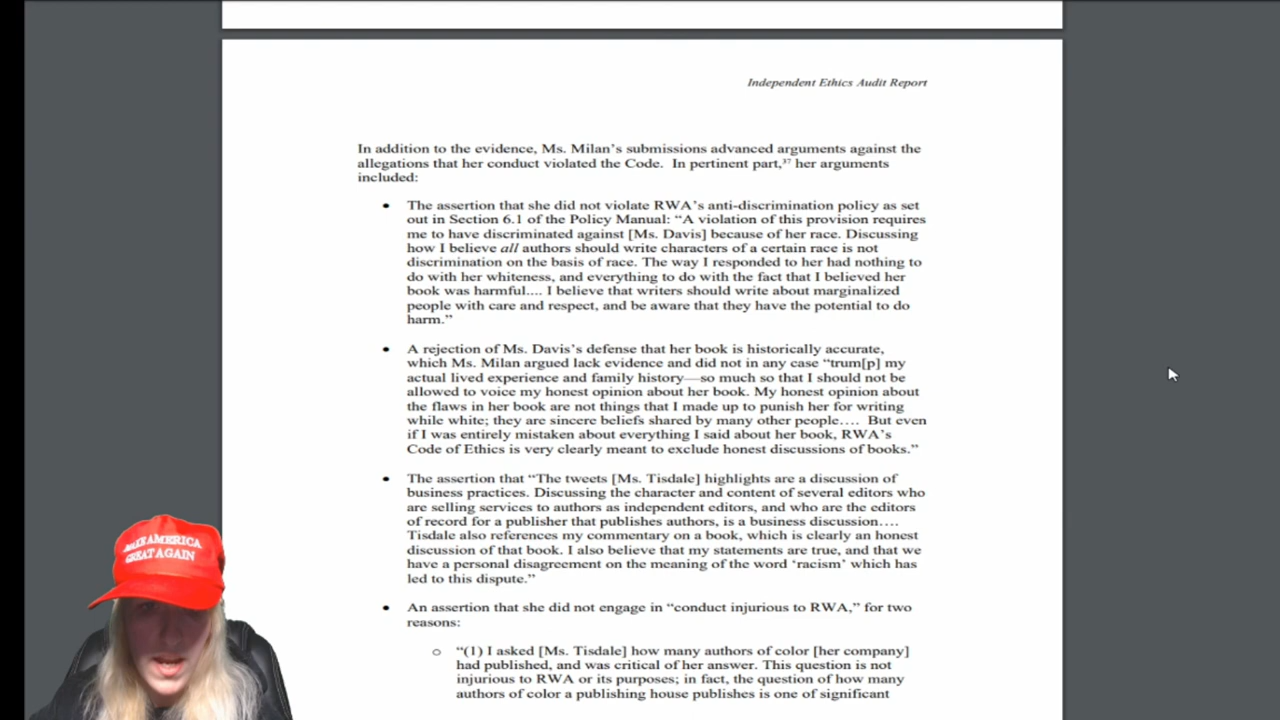 Independent Ethics Audit Report
In addition to the evidence, Ms. Milan's submissions advanced arguments against the
allegations that her conduct violated the Code.  In pertinent part,³⁷ her arguments
included:
• The assertion that she did not violate RWA's anti-discrimination policy as set
out in Section 6.1 of the Policy Manual: “A violation of this provision requires
me to have discriminated against [Ms. Davis] because of her race. Discussing
how I believe all authors should write characters of a certain race is not
discrimination on the basis of race. The way I responded to her had nothing to
do with her whiteness, and everything to do with the fact that I believed her
book was harmful.... I believe that writers should write about marginalized
people with care and respect, and be aware that they have the potential to do
harm.”
• A rejection of Ms. Davis's defense that her book is historically accurate,
which Ms. Milan argued lack evidence and did not in any case “trum[p] my
actual lived experience and family history—so much so that I should not be
allowed to voice my honest opinion about her book. My honest opinion about
the flaws in her book are not things that I made up to punish her for writing
while white; they are sincere beliefs shared by many other people…. But even
if I was entirely mistaken about everything I said about her book, RWA's
Code of Ethics is very clearly meant to exclude honest discussions of books.”
• The assertion that “The tweets [Ms. Tisdale] highlights are a discussion of
business practices. Discussing the character and content of several editors who
are selling services to authors as independent editors, and who are the editors
of record for a publisher that publishes authors, is a business discussion….
Tisdale also references my commentary on a book, which is clearly an honest
discussion of that book. I also believe that my statements are true, and that we
have a personal disagreement on the meaning of the word ‘racism’ which has
led to this dispute.”
• An assertion that she did not engage in “conduct injurious to RWA,” for two
reasons:
o “(1) I asked [Ms. Tisdale] how many authors of color [her company]
had published, and was critical of her answer. This question is not
injurious to RWA or its purposes; in fact, the question of how many
authors of color a publishing house publishes is one of significant
MAKE AMERICA
GREAT AGAIN